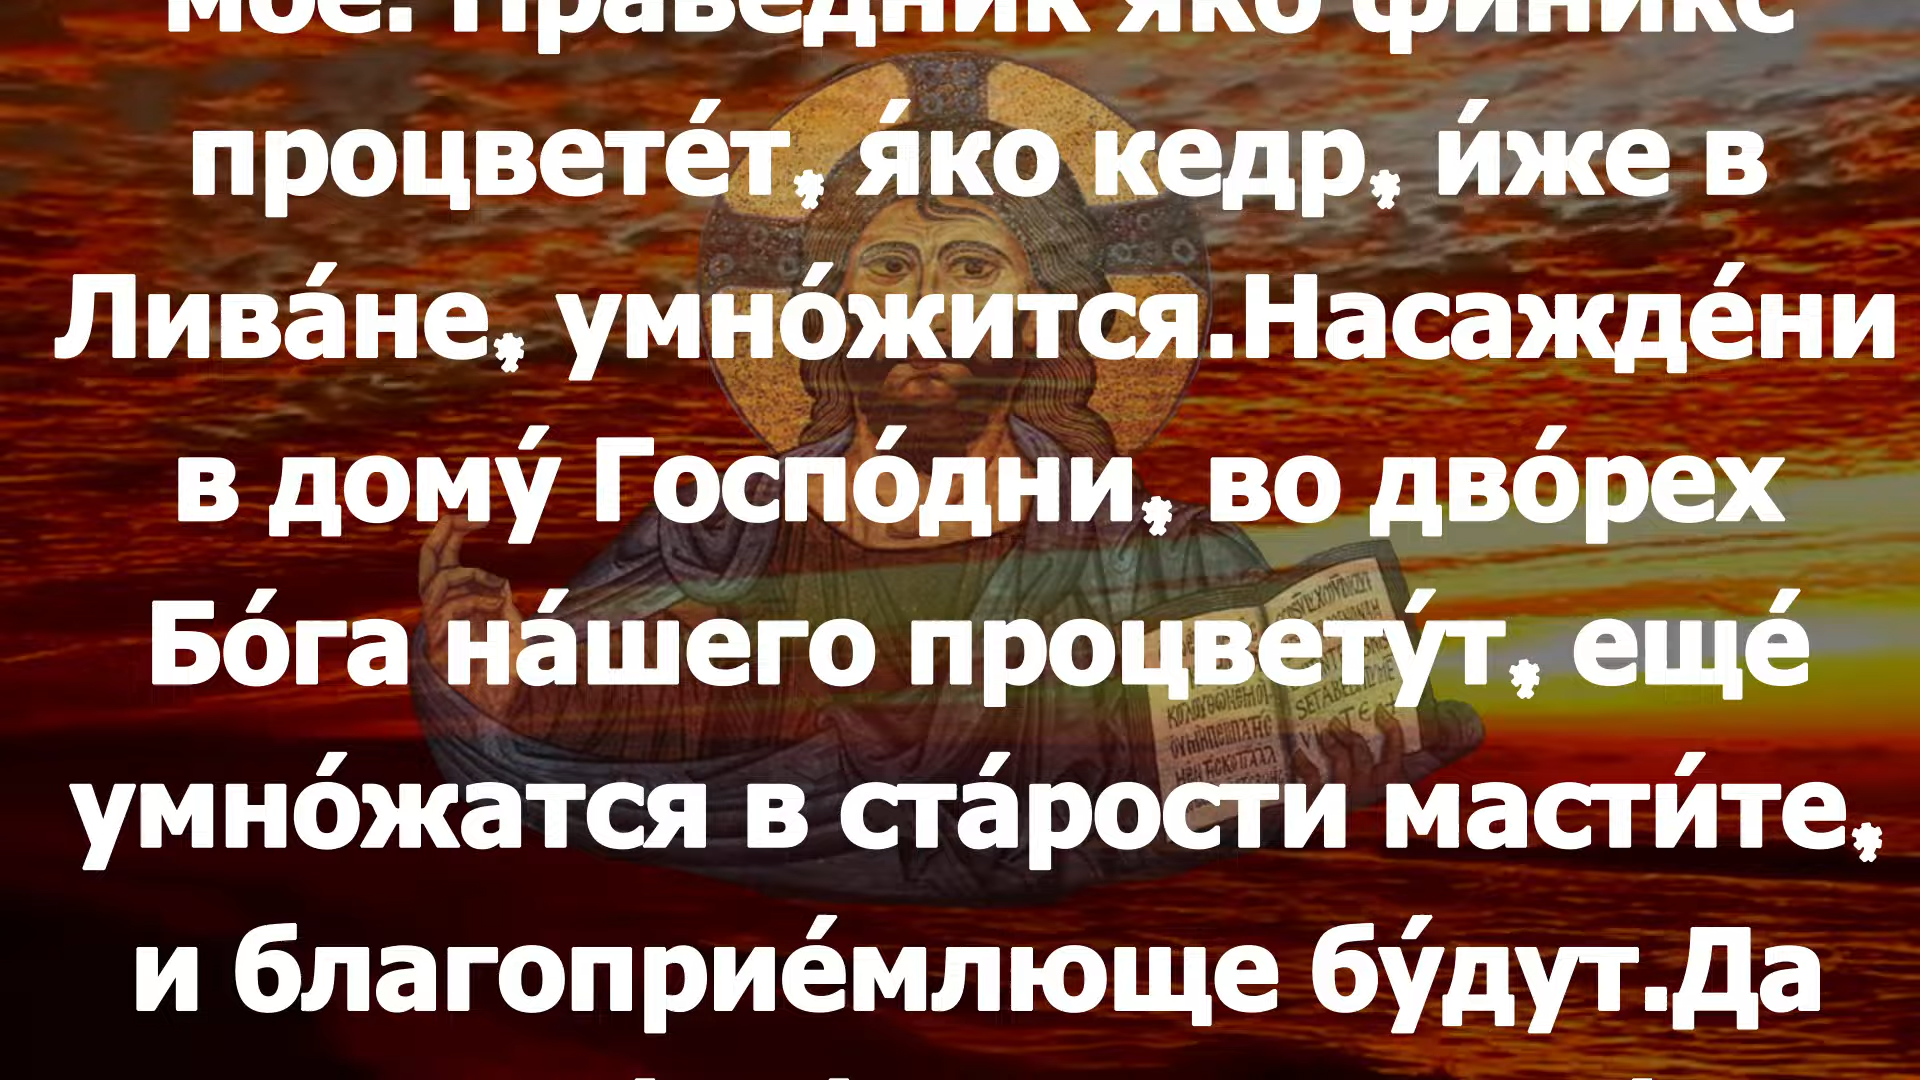 мое. Праведник яко финикс
процвете́т, я́ко кедр, и́же в
Лива́не, умно́жится.Насажде́ни
в дому́ Госпо́дни, во дво́рех
Бо́га на́шего процвету́т, еще́
умно́жатся в ста́рости масти́те,
и благоприе́млюще бу́дут.Да